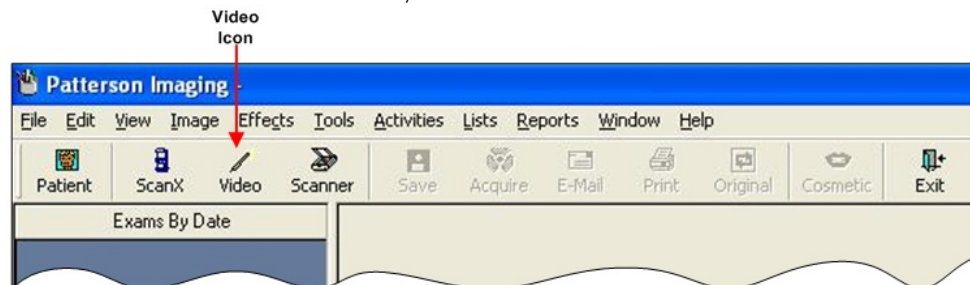 Video
Icon
Patterson Imaging -
File Edit View Image Effects Tools Activities Lists Reports Window Help
Patient ScanX Video Scanner Save Acquire E-Mail Print Original Cosmetic Exit
Exams By Date